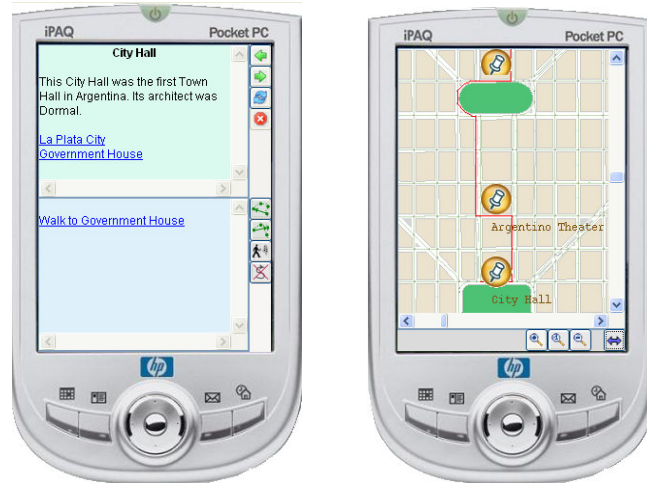 iPAQ
Pocket PC
City Hall
This City Hall was the first Town
Hall in Argentina. Its architect was
Dormal.
La Plata City
Government House
Walk to Government House
hp
iPAQ
Pocket PC
Argentino Theater
City Hall
hp